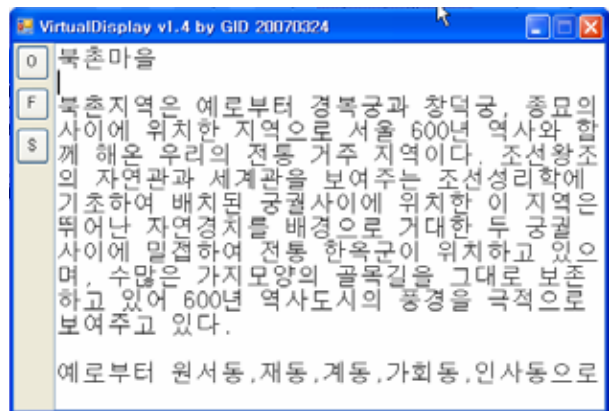 VirtualDisplay v1.4 by GID 20070324
O
F
S
북촌마을
북촌지역은 예로부터 경복궁과 창덕궁, 종묘의
사이에 위치한 지역으로 서울 600년 역사와 함
께 해온 우리의 전통 거주 지역이다. 조선왕조
의 자연관과 세계관을 보여주는 조선성리학에
기초하여 배치된 궁궐사이에 위치한 이 지역은
뛰어난 자연경치를 배경으로 거대한 두 궁궐
사이에 밀접하여 전통 한옥군이 위치하고 있으
며, 수많은 가지모양의 골목길을 그대로 보존
하고 있어 600년 역사도시의 풍경을 극적으로
보여주고 있다.
예로부터 원서동,재동,계동,가회동,인사동으로